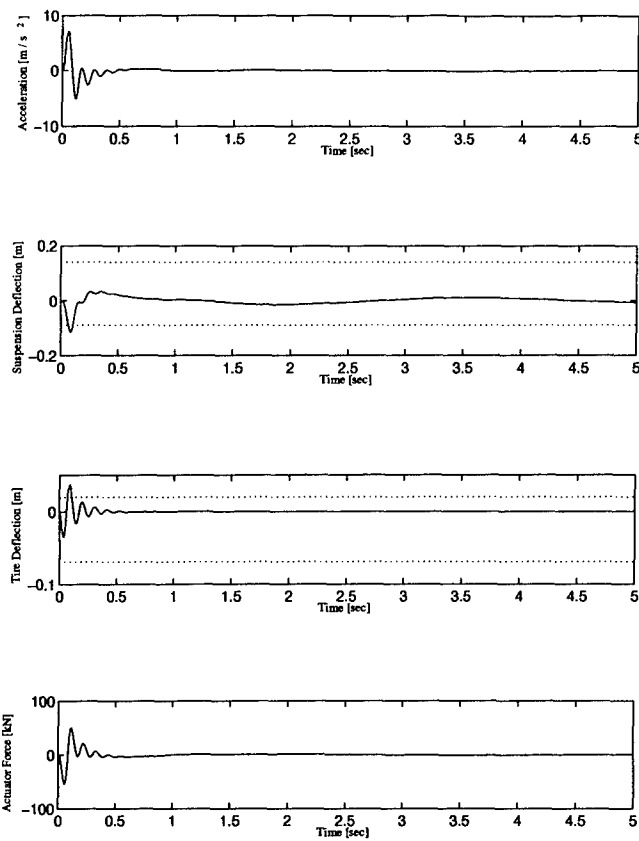 Acceleration [m / s 2 ]
10
0
−10
0 0.5 1 1.5 2 2.5 3 3.5 4 4.5 5
Time [sec]
Suspension Deflection [m]
0.2
0
−0.2
0 0.5 1 1.5 2 2.5 3 3.5 4 4.5 5
Time [sec]
Tire Deflection [m]
0
−0.1
0 0.5 1 1.5 2 2.5 3 3.5 4 4.5 5
Time [sec]
Actuator Force [kN]
100
0
−100
0 0.5 1 1.5 2 2.5 3 3.5 4 4.5 5
Time [sec]